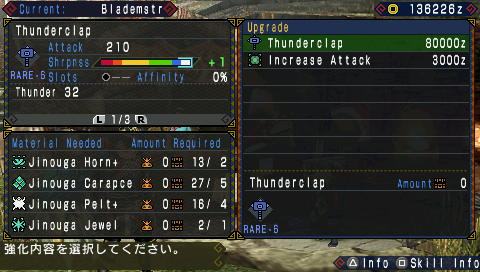 Current: Blademstr
136226z
Thunderclap
Attack 210
Shrpnss +1
RARE-6 Slots ●-- Affinity 0%
Thunder 32
L 1/3 R
Material Needed Amount Required
Jinouga Horn+ 0 13/ 2
Jinouga Carapce 0 27/ 5
Jinouga Pelt+ 0 16/ 4
Jinouga Jewel 0 2/ 1
Upgrade
Thunderclap 80000z
Increase Attack 3000z
Thunderclap Amount 0
RARE-6
強化内容を選択してください。
△Info □Skill Info